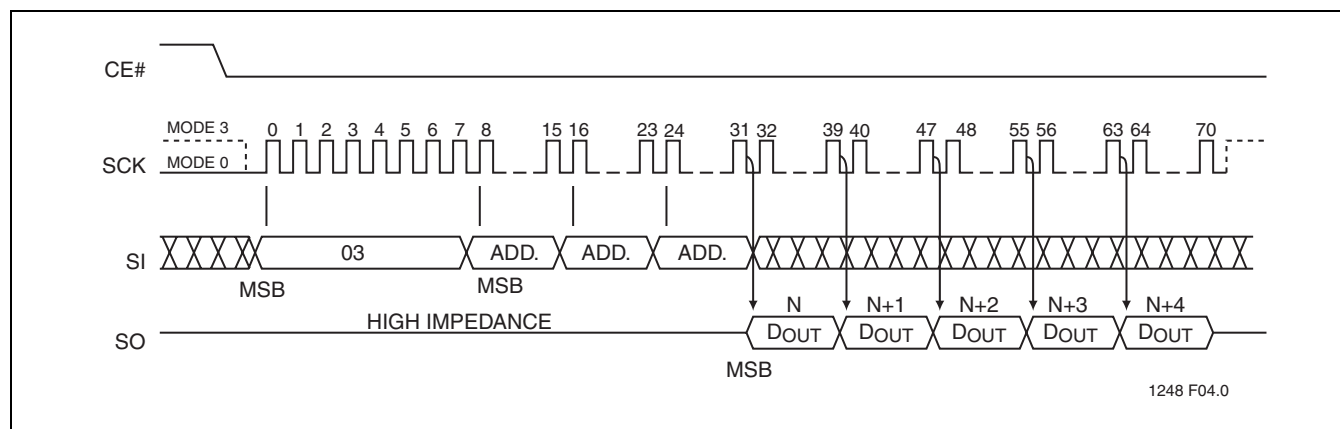 CE#
MODE 3
0 1 2 3 4 5 6 7 8 15 16 23 24 31 32 39 40 47 48 55 56 63 64 70
SCK MODE 0
SI 03 ADD. ADD. ADD.
MSB MSB
N N+1 N+2 N+3 N+4
HIGH IMPEDANCE
SO DOUT DOUT DOUT DOUT DOUT
MSB
1248 F04.0